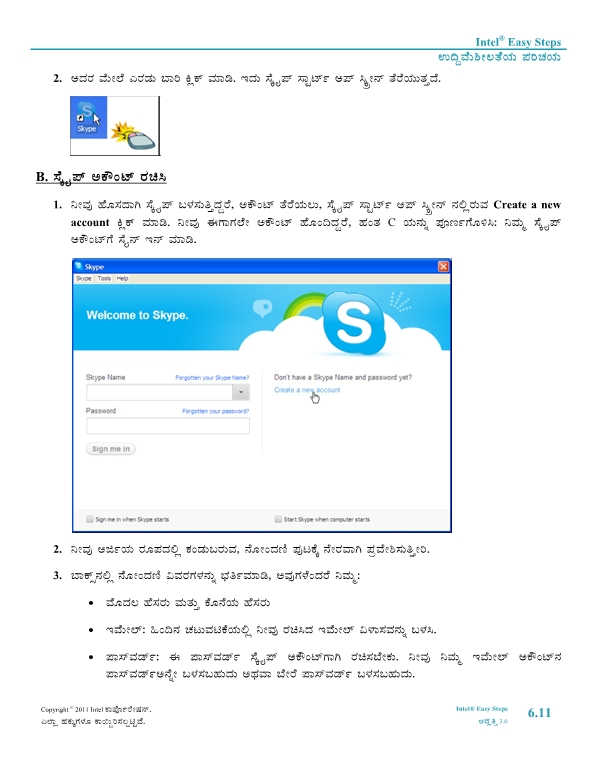 Intel® Easy Steps
ಉದ್ದಿಮೆಶೀಲತೆಯ ಪರಿಚಯ
2. ಅದರ ಮೇಲೆ ಎರಡು ಬಾರಿ ಕ್ಲಿಕ್ ಮಾಡಿ. ಇದು ಸ್ಕೈಪ್ ಸ್ಟಾರ್ಟ್ ಅಪ್ ಸ್ಕ್ರೀನ್ ತೆರೆಯುತ್ತದೆ.
Skype
B. ಸ್ಕೈಪ್ ಅಕೌಂಟ್ ರಚಿಸಿ
1. ನೀವು ಹೊಸದಾಗಿ ಸ್ಕೈಪ್ ಬಳಸುತ್ತಿದ್ದರೆ, ಅಕೌಂಟ್ ತೆರೆಯಲು, ಸ್ಕೈಪ್ ಸ್ಟಾರ್ಟ್ ಅಪ್ ಸ್ಕ್ರೀನ್ ನಲ್ಲಿರುವ Create a new
account ಕ್ಲಿಕ್ ಮಾಡಿ. ನೀವು ಈಗಾಗಲೇ ಅಕೌಂಟ್ ಹೊಂದಿದ್ದರೆ, ಹಂತ C ಯನ್ನು ಪೂರ್ಣಗೊಳಿಸಿ: ನಿಮ್ಮ ಸ್ಕೈಪ್
ಅಕೌಂಟ್‌ಗೆ ಸೈನ್ ಇನ್ ಮಾಡಿ.
Skype
Skype Tools Help
Welcome to Skype.
Skype Name Forgotten your Skype Name?
Don't have a Skype Name and password yet?
Create a new account
Password Forgotten your password?
Sign me in
Sign me in when Skype starts
Start Skype when computer starts
2. ನೀವು ಅರ್ಜಿಯ ರೂಪದಲ್ಲಿ ಕಂಡುಬರುವ, ನೋಂದಣಿ ಪುಟಕ್ಕೆ ನೇರವಾಗಿ ಪ್ರವೇಶಿಸುತ್ತೀರಿ.
3. ಬಾಕ್ಸ್‌ನಲ್ಲಿ ನೋಂದಣಿ ವಿವರಗಳನ್ನು ಭರ್ತಿಮಾಡಿ, ಅವುಗಳೆಂದರೆ ನಿಮ್ಮ:
• ಮೊದಲ ಹೆಸರು ಮತ್ತು ಕೊನೆಯ ಹೆಸರು
• ಇಮೇಲ್: ಹಿಂದಿನ ಚಟುವಟಿಕೆಯಲ್ಲಿ ನೀವು ರಚಿಸಿದ ಇಮೇಲ್ ವಿಳಾಸವನ್ನು ಬಳಸಿ.
• ಪಾಸ್‌ವರ್ಡ್: ಈ ಪಾಸ್‌ವರ್ಡ್ ಸ್ಕೈಪ್ ಅಕೌಂಟ್‌ಗಾಗಿ ರಚಿಸಬೇಕು. ನೀವು ನಿಮ್ಮ ಇಮೇಲ್ ಅಕೌಂಟ್‌ನ
ಪಾಸ್‌ವರ್ಡ್‌ಅನ್ನೇ ಬಳಸಬಹುದು ಅಥವಾ ಬೇರೆ ಪಾಸ್‌ವರ್ಡ್ ಬಳಸಬಹುದು.
Copyright © 2011 Intel ಕಾರ್ಪೊರೇಷನ್.
ಎಲ್ಲಾ ಹಕ್ಕುಗಳೂ ಕಾಯ್ದಿರಿಸಲ್ಪಟ್ಟಿವೆ.
Intel® Easy Steps
ಆವೃತ್ತಿ 3.0
6.11